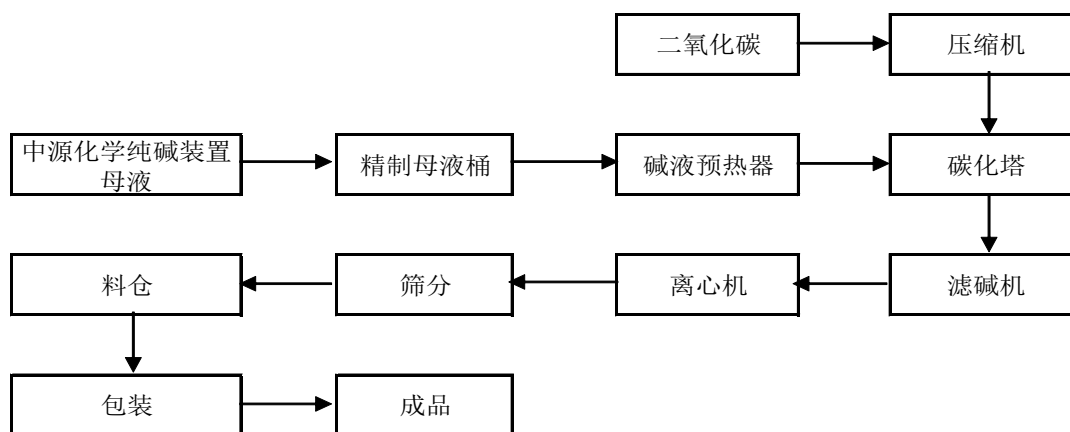 二氧化碳
压缩机
中源化学纯碱装置
母液
精制母液桶
碱液预热器
碳化塔
料仓
筛分
离心机
滤碱机
包装
成品